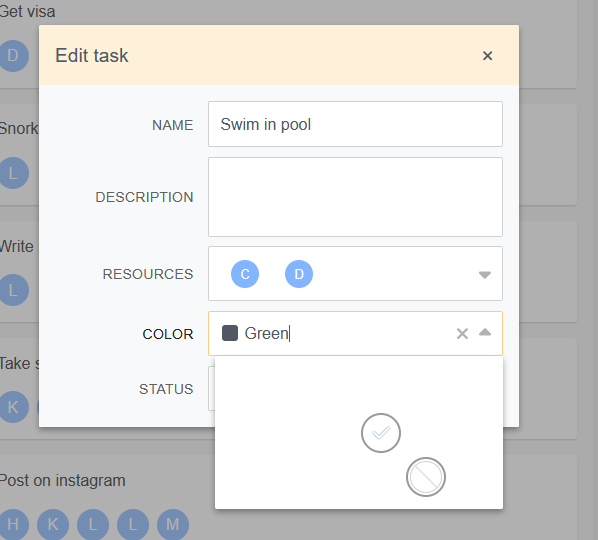 Get visa
D
Edit task
Snork
NAME
Swim in pool
L
DESCRIPTION
Write
RESOURCES
C D
L
COLOR
Green
Take s
STATUS
K
Post on instagram
H K L L M